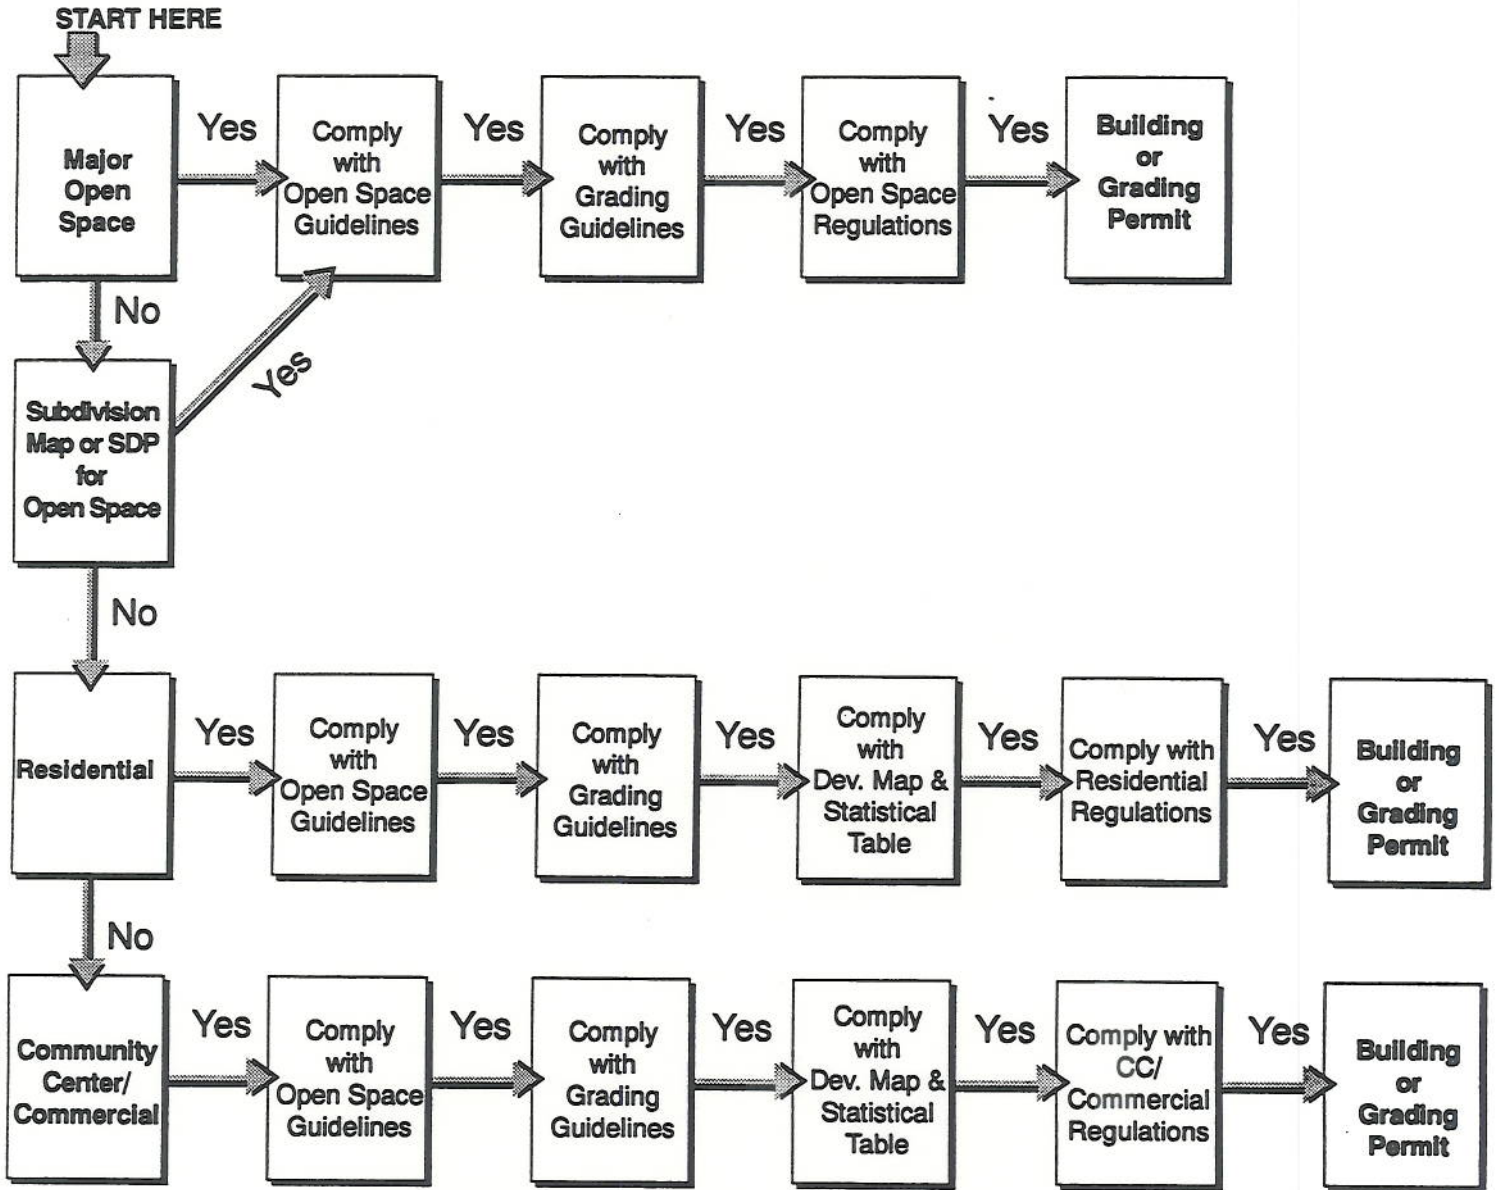 START HERE
Major
Open
Space
Yes
Comply
with
Open Space
Guidelines
Yes
Comply
with
Grading
Guidelines
Yes
Comply
with
Open Space
Regulations
Yes
Building
or
Grading
Permit
No
Yes
Subdivision
Map or SDP
for
Open Space
No
Residential
Yes
Comply
with
Open Space
Guidelines
Yes
Comply
with
Grading
Guidelines
Yes
Comply
with
Dev. Map &
Statistical
Table
Yes
Comply with
Residential
Regulations
Yes
Building
or
Grading
Permit
No
Community
Center/
Commercial
Yes
Comply
with
Open Space
Guidelines
Yes
Comply
with
Grading
Guidelines
Yes
Comply
with
Dev. Map &
Statistical
Table
Yes
Comply with
CC/
Commercial
Regulations
Yes
Building
or
Grading
Permit